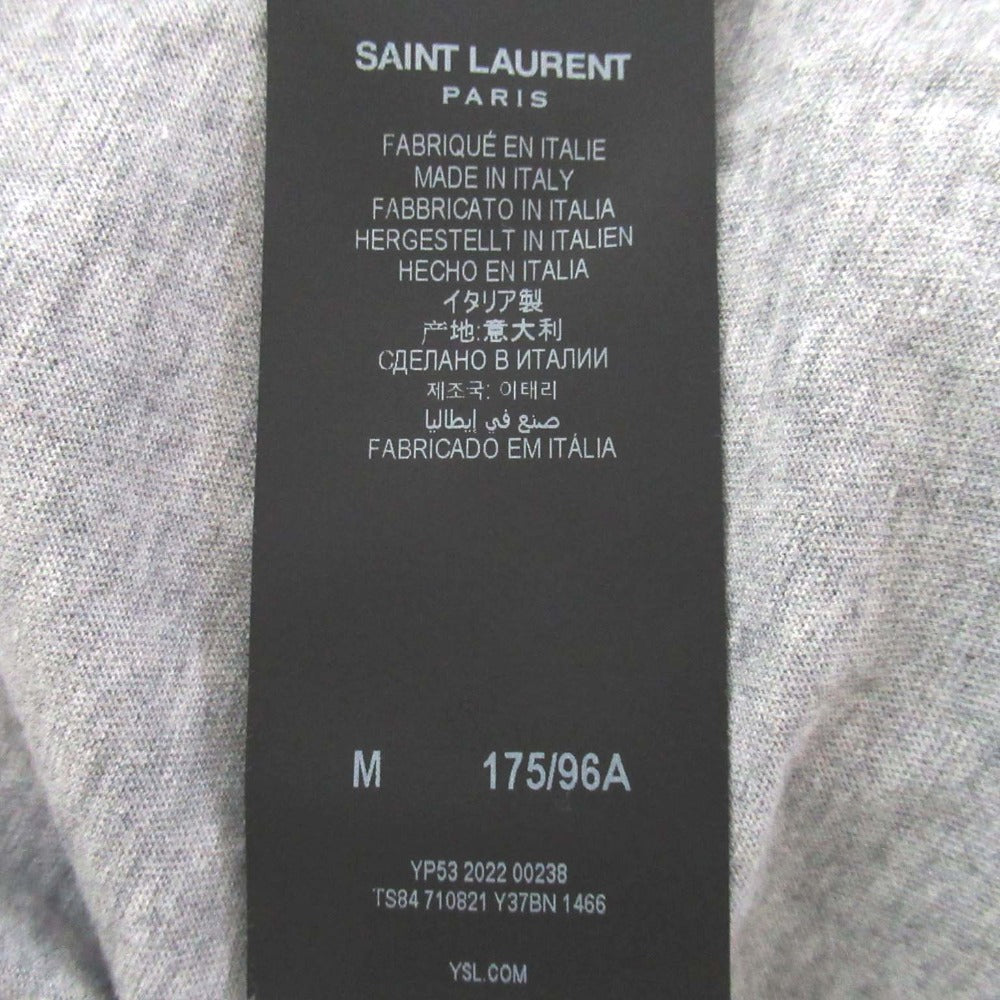 SAINT LAURENT
PARIS
FABRIQUÉ EN ITALIE
MADE IN ITALY
FABBRICATO IN ITALIA
HERGESTELLT IN ITALIEN
HECHO EN ITALIA
イタリア製
产地:意大利
СДЕЛАНО В ИТАЛИИ
제조국: 이태리
صنع في إيطاليا
FABRICADO EM ITÁLIA
M 175/96A
YP53 2022 00238
TS84 710821 Y37BN 1466
YSL.COM